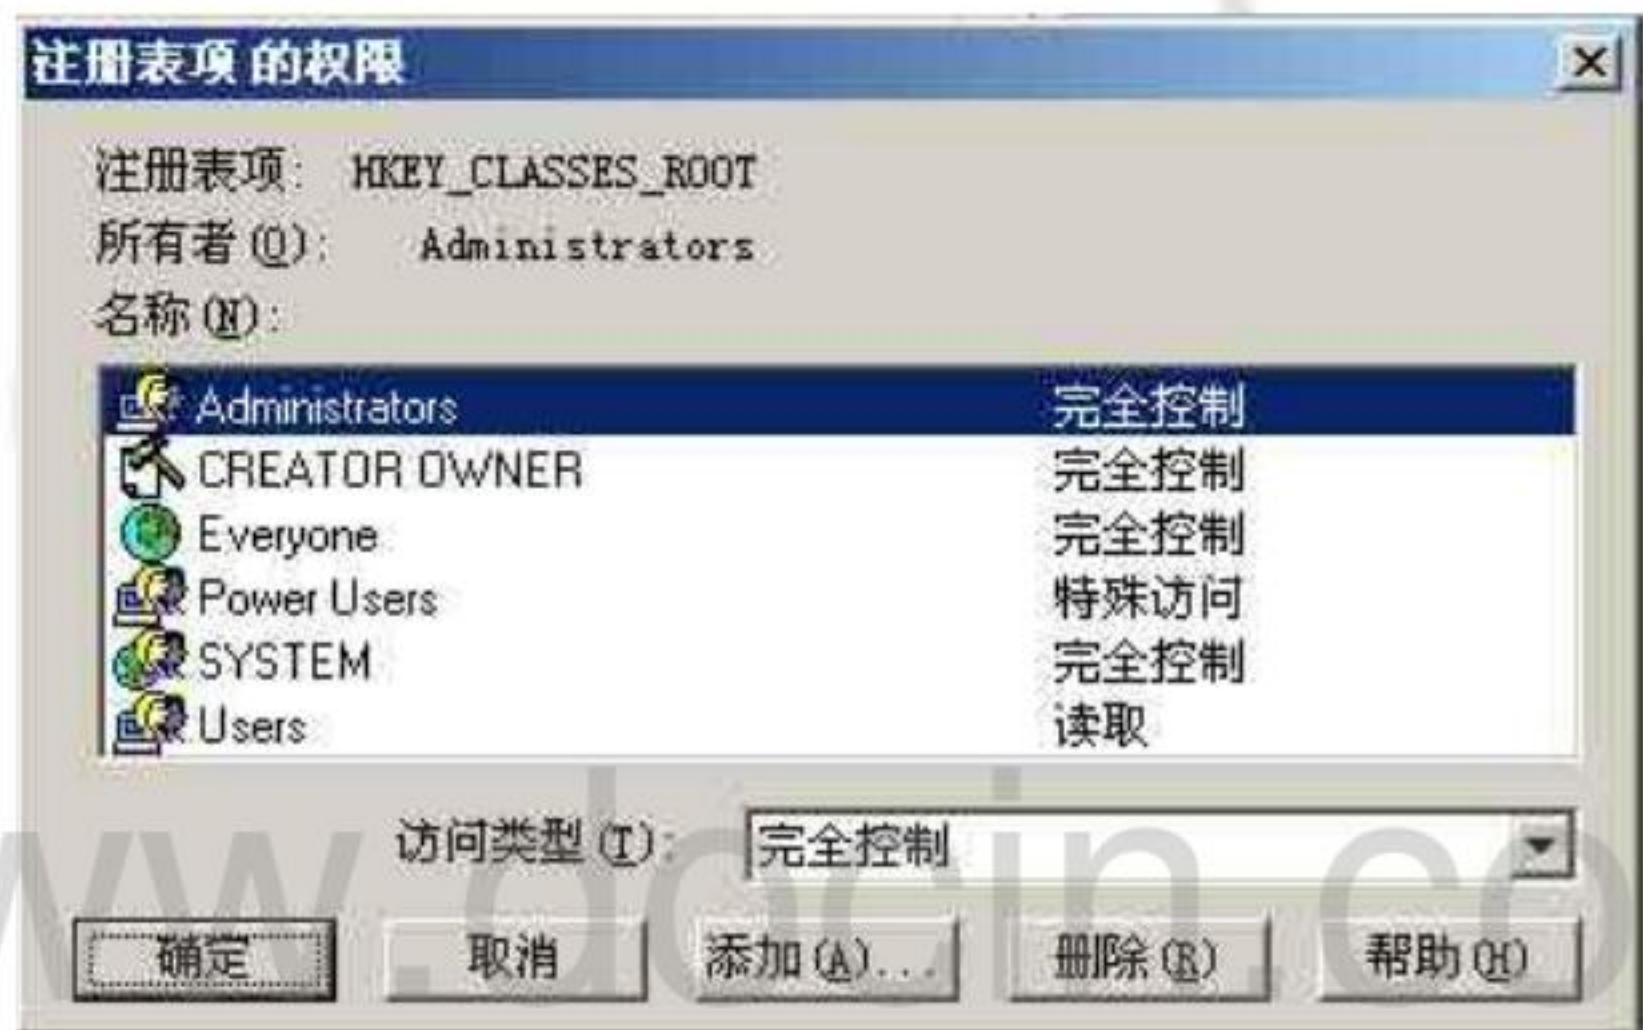 注册表项 的权限
注册表项: HKEY_CLASSES_ROOT
所有者(O): Administrators
名称(N):
Administrators 完全控制
CREATOR OWNER 完全控制
Everyone 完全控制
Power Users 特殊访问
SYSTEM 完全控制
Users 读取
访问类型(T): 完全控制
确定 取消 添加(A)... 删除(R) 帮助(H)
ww.docin.co